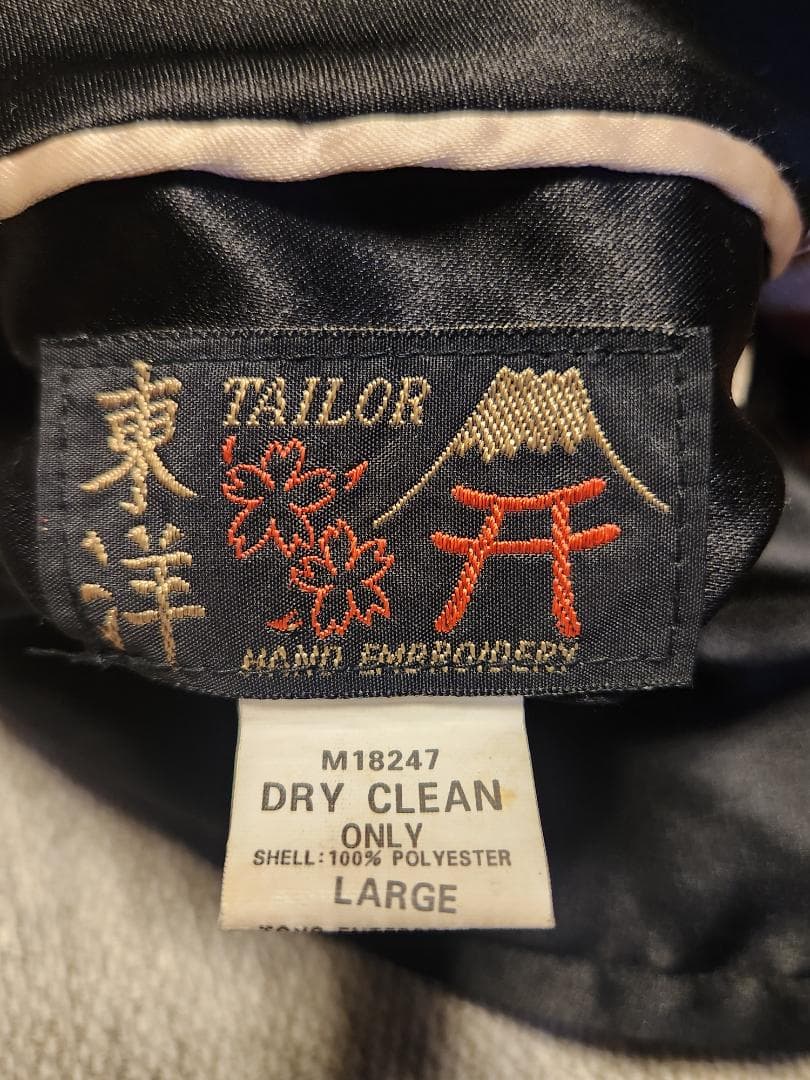 東洋
TAILOR
HAND EMBROIDERY
M18247
DRY CLEAN
ONLY
SHELL:100% POLYESTER
LARGE